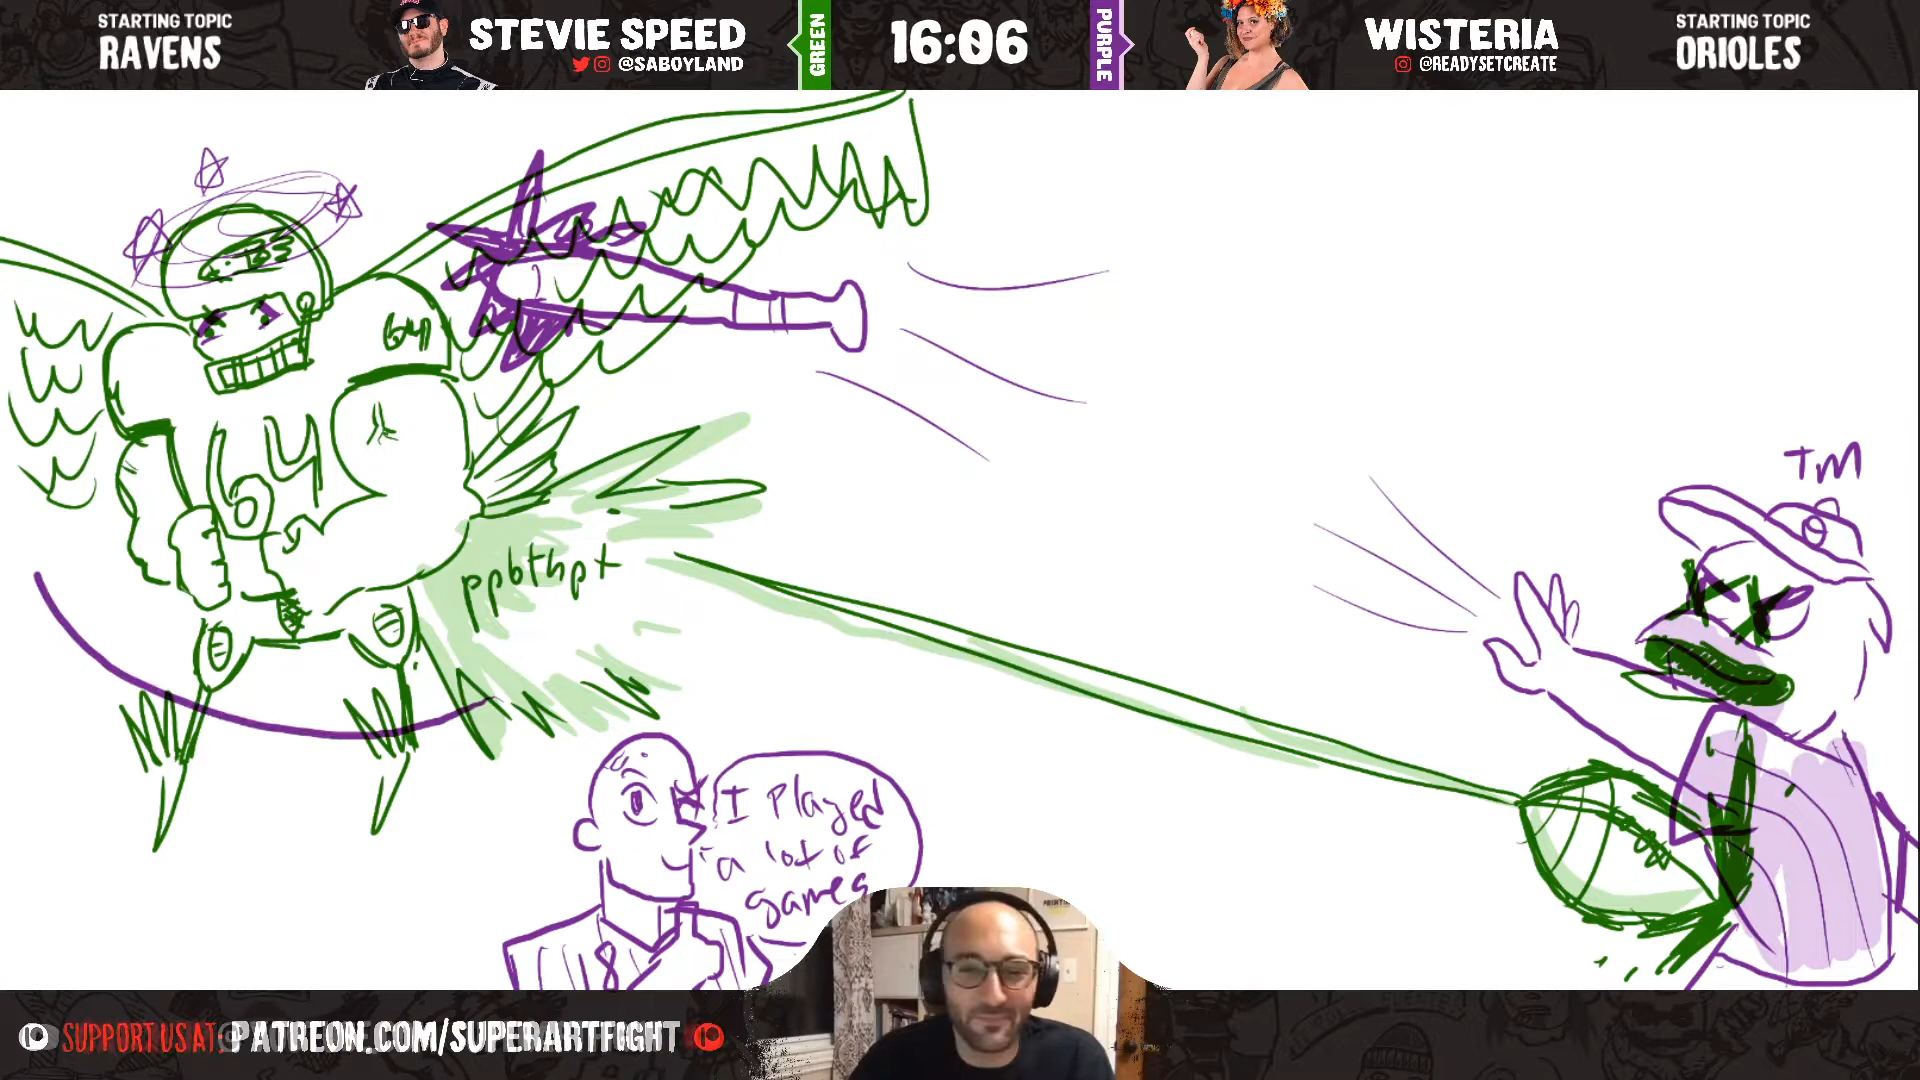 STARTING TOPIC
RAVENS
STEVIE SPEED
@SABOYLAND
GREEN
16:06
PURPLE
WISTERIA
@READYSETCREATE
STARTING TOPIC
ORIOLES
64
64
TM
ppbthpt
I Played
a lot of
games
18
SUPPORT US AT: PATREON.COM/SUPERARTFIGHT